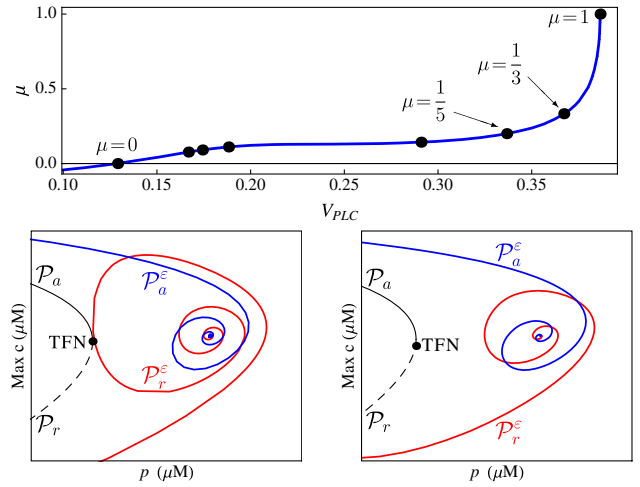 1.0
μ=1
μ=1/3
μ
0.5
μ=1/5
μ=0
0.0
0.10 0.15 0.20 0.25 0.30 0.35
V_PLC
P_a P_a^ε
Max c (μM)
TFN
P_r^ε
P_r
p (μM)
P_a^ε
P_a
Max c (μM)
TFN
P_r
P_r^ε
p (μM)